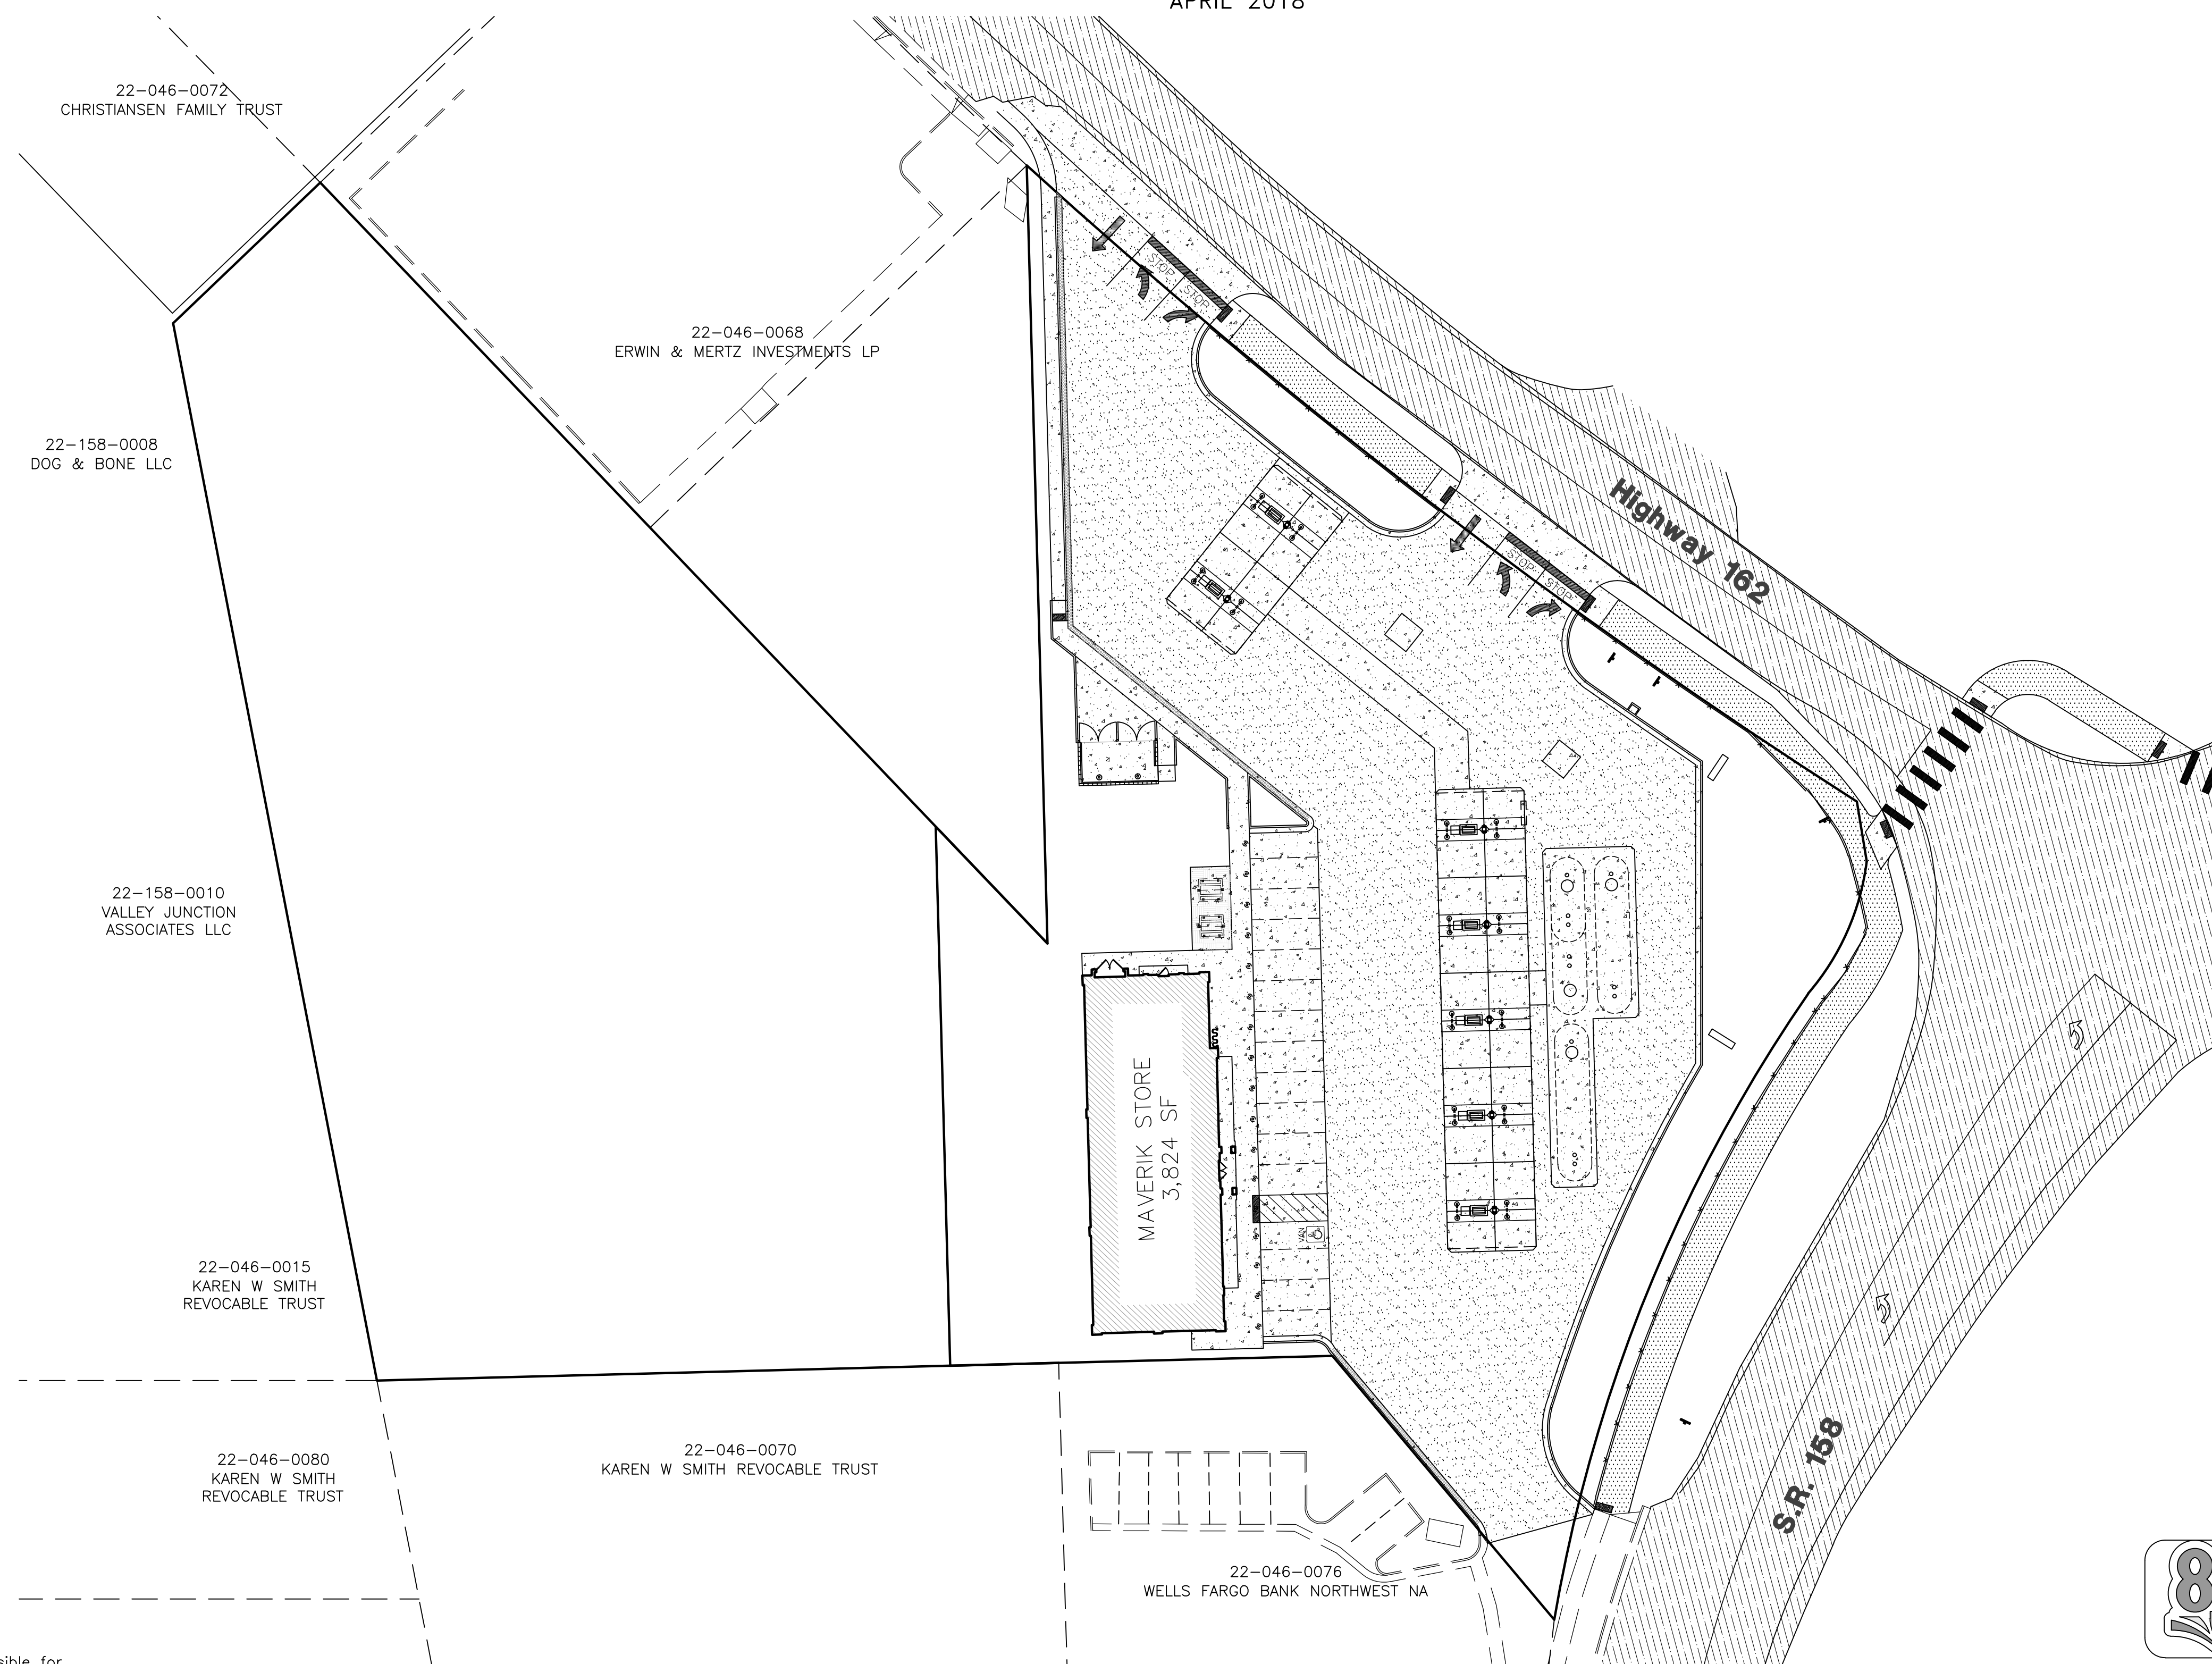 APRIL 2018
22-046-0072
CHRISTIANSEN FAMILY TRUST
22-046-0068
ERWIN & MERTZ INVESTMENTS LP
22-158-0008
DOG & BONE LLC
STOP
STOP
Highway 162
STOP
STOP
22-158-0010
VALLEY JUNCTION
ASSOCIATES LLC
MAVERIK STORE
3,824 SF
VAN
22-046-0015
KAREN W SMITH
REVOCABLE TRUST
22-046-0080
KAREN W SMITH
REVOCABLE TRUST
22-046-0070
KAREN W SMITH REVOCABLE TRUST
S.R. 158
22-046-0076
WELLS FARGO BANK NORTHWEST NA
8
for